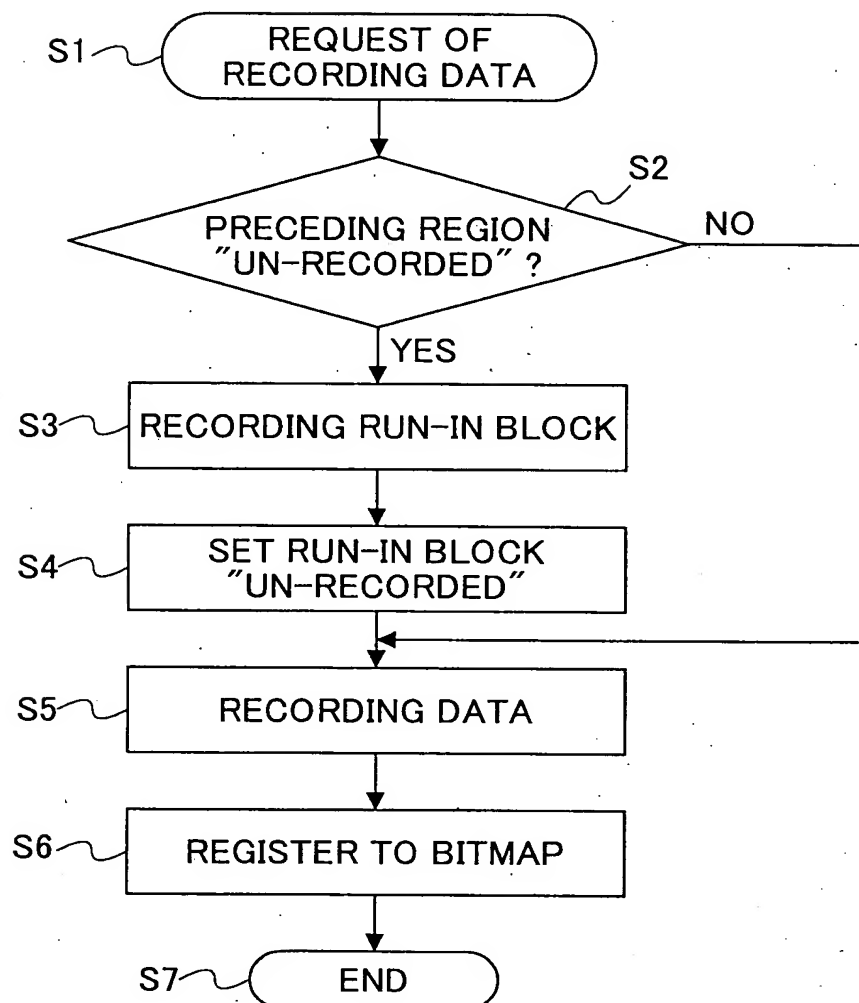 S1
REQUEST OF
RECORDING DATA
S2
PRECEDING REGION
"UN-RECORDED" ?
NO
YES
S3
RECORDING RUN-IN BLOCK
S4
SET RUN-IN BLOCK
"UN-RECORDED"
S5
RECORDING DATA
S6
REGISTER TO BITMAP
S7
END